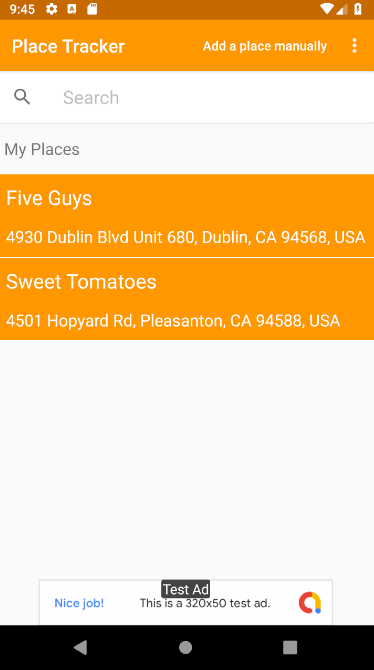 9:45
Place Tracker
Add a place manually
Search
My Places
Five Guys
4930 Dublin Blvd Unit 680, Dublin, CA 94568, USA
Sweet Tomatoes
4501 Hopyard Rd, Pleasanton, CA 94588, USA
Test Ad
Nice job! This is a 320x50 test ad.